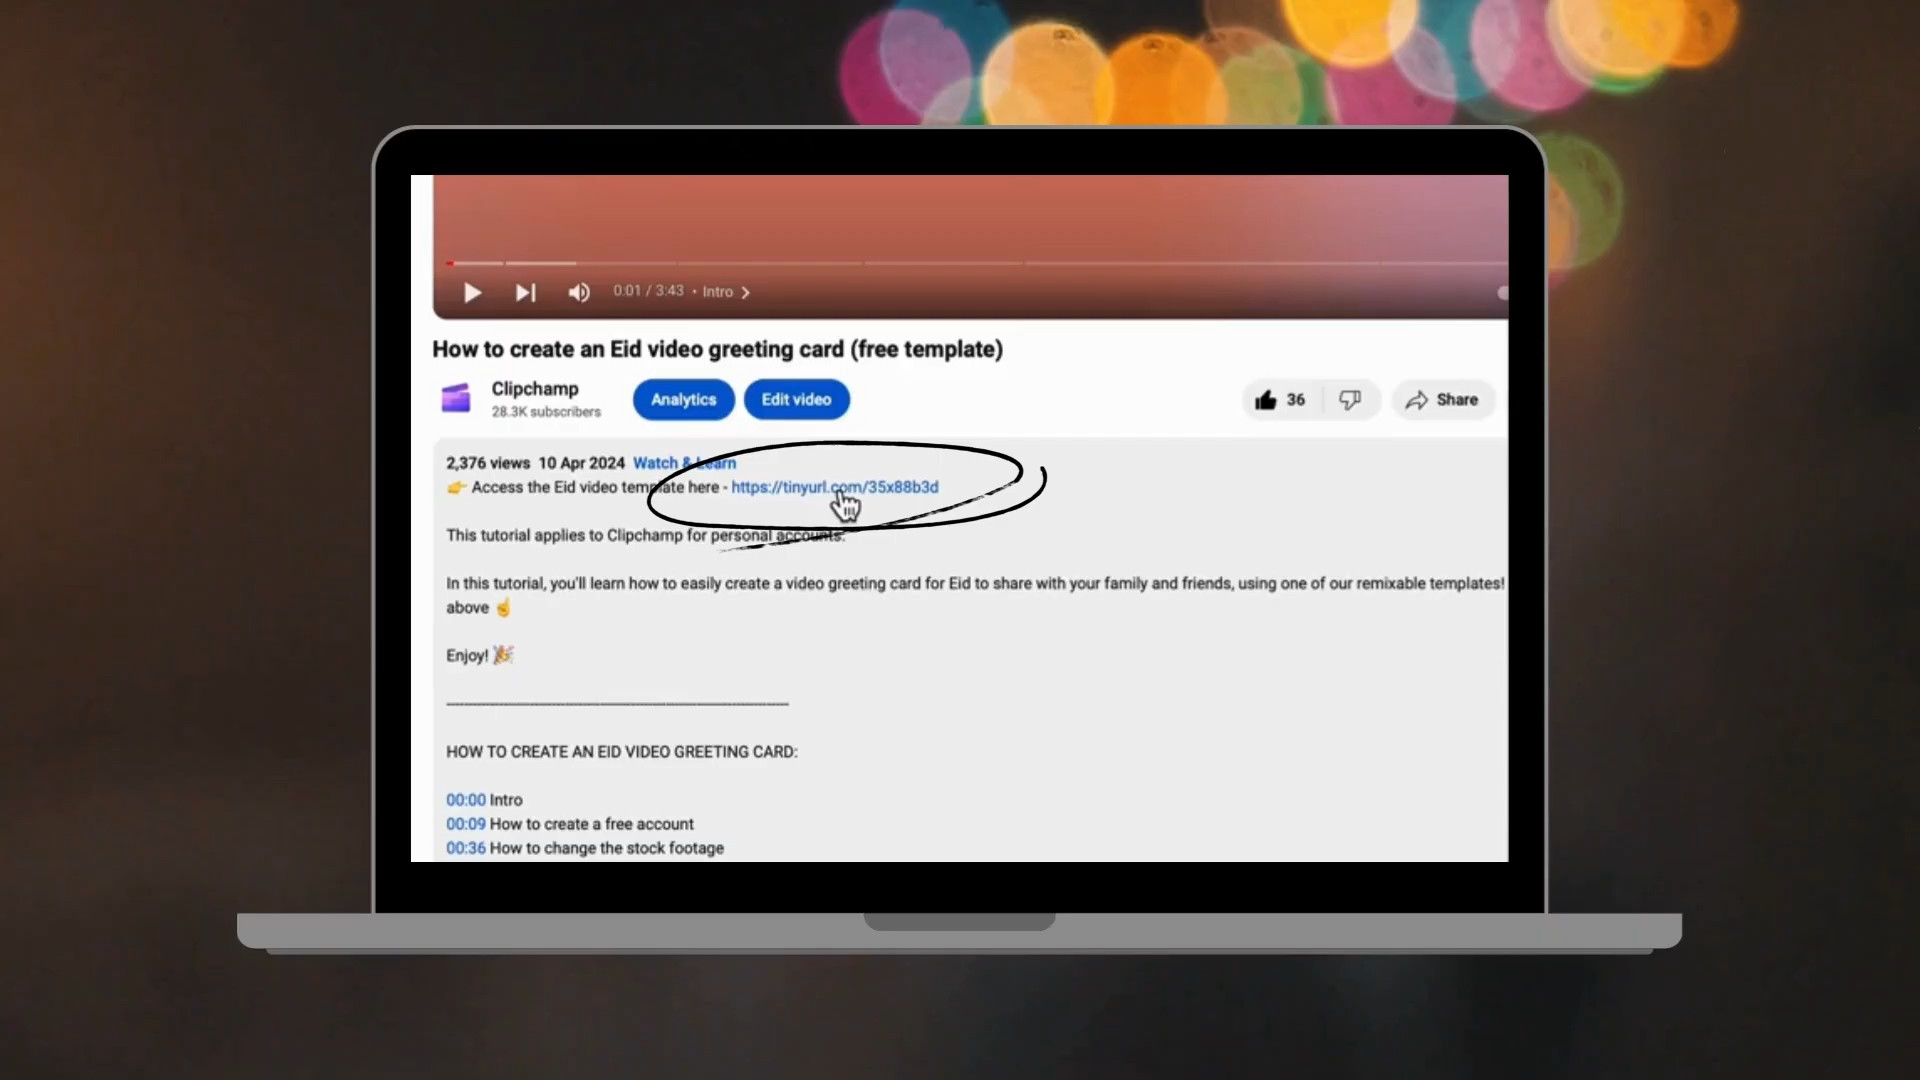 0:01 / 3:43 • Intro
How to create an Eid video greeting card (free template)
Clipchamp
28.3K subscribers
Analytics
Edit video
36
Share
2,376 views 10 Apr 2024 Watch & Learn
👉 Access the Eid video template here - https://tinyurl.com/35x88b3d
This tutorial applies to Clipchamp for personal accounts.
In this tutorial, you'll learn how to easily create a video greeting card for Eid to share with your family and friends, using one of our remixable templates!
above ☝️
Enjoy! 🎉
HOW TO CREATE AN EID VIDEO GREETING CARD:
00:00 Intro
00:09 How to create a free account
00:36 How to change the stock footage